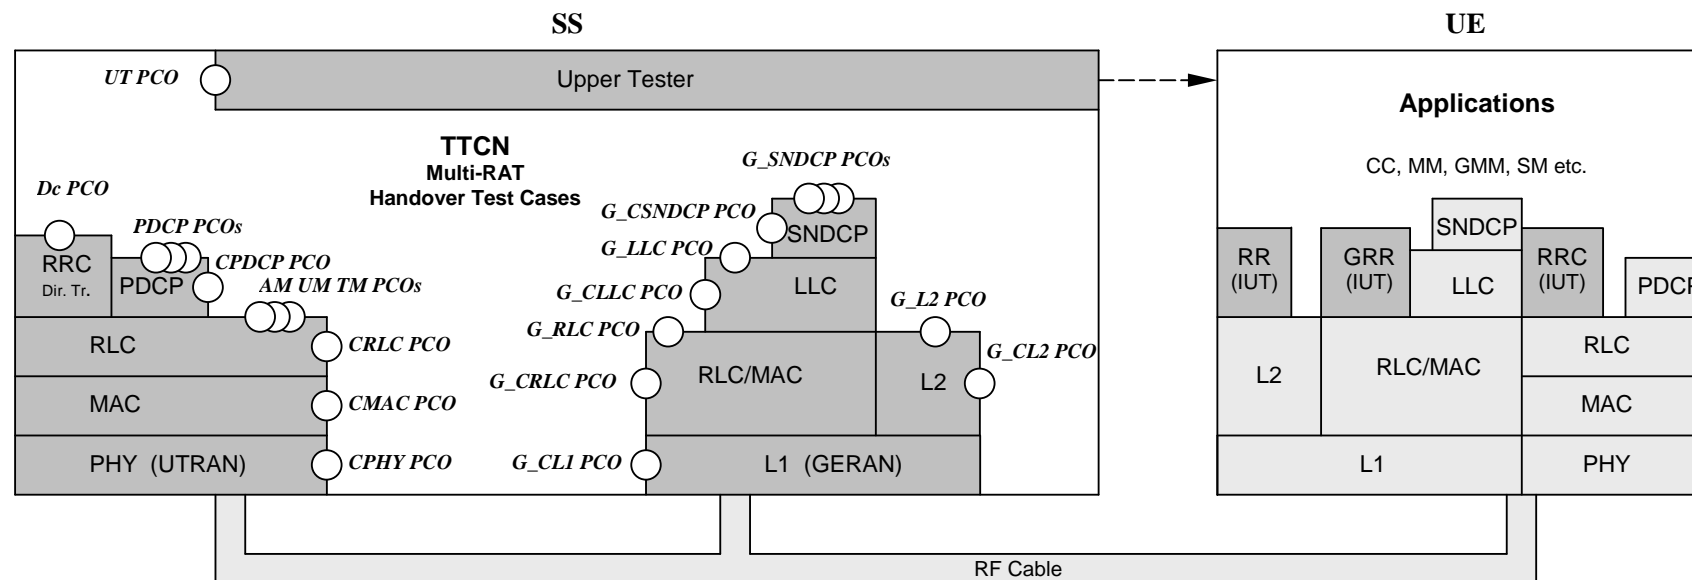 SS
UE
UT PCO
Upper Tester
Applications
TTCN
Multi-RAT
Handover Test Cases
G_SNDCP PCOs
CC, MM, GMM, SM etc.
Dc PCO
PDCP PCOs
G_CSNDCP PCO
SNDCP
SNDCP
G_LLC PCO
RRC
Dir. Tr.
PDCP
CPDCP PCO
AM UM TM PCOs
G_CLLC PCO
LLC
G_L2 PCO
RR
(IUT)
GRR
(IUT)
LLC
RRC
(IUT)
PDCP
G_RLC PCO
RLC
CRLC PCO
G_CRLC PCO
RLC/MAC
L2
G_CL2 PCO
L2
RLC/MAC
RLC
MAC
CMAC PCO
MAC
PHY (UTRAN)
CPHY PCO
G_CL1 PCO
L1 (GERAN)
L1
PHY
RF Cable